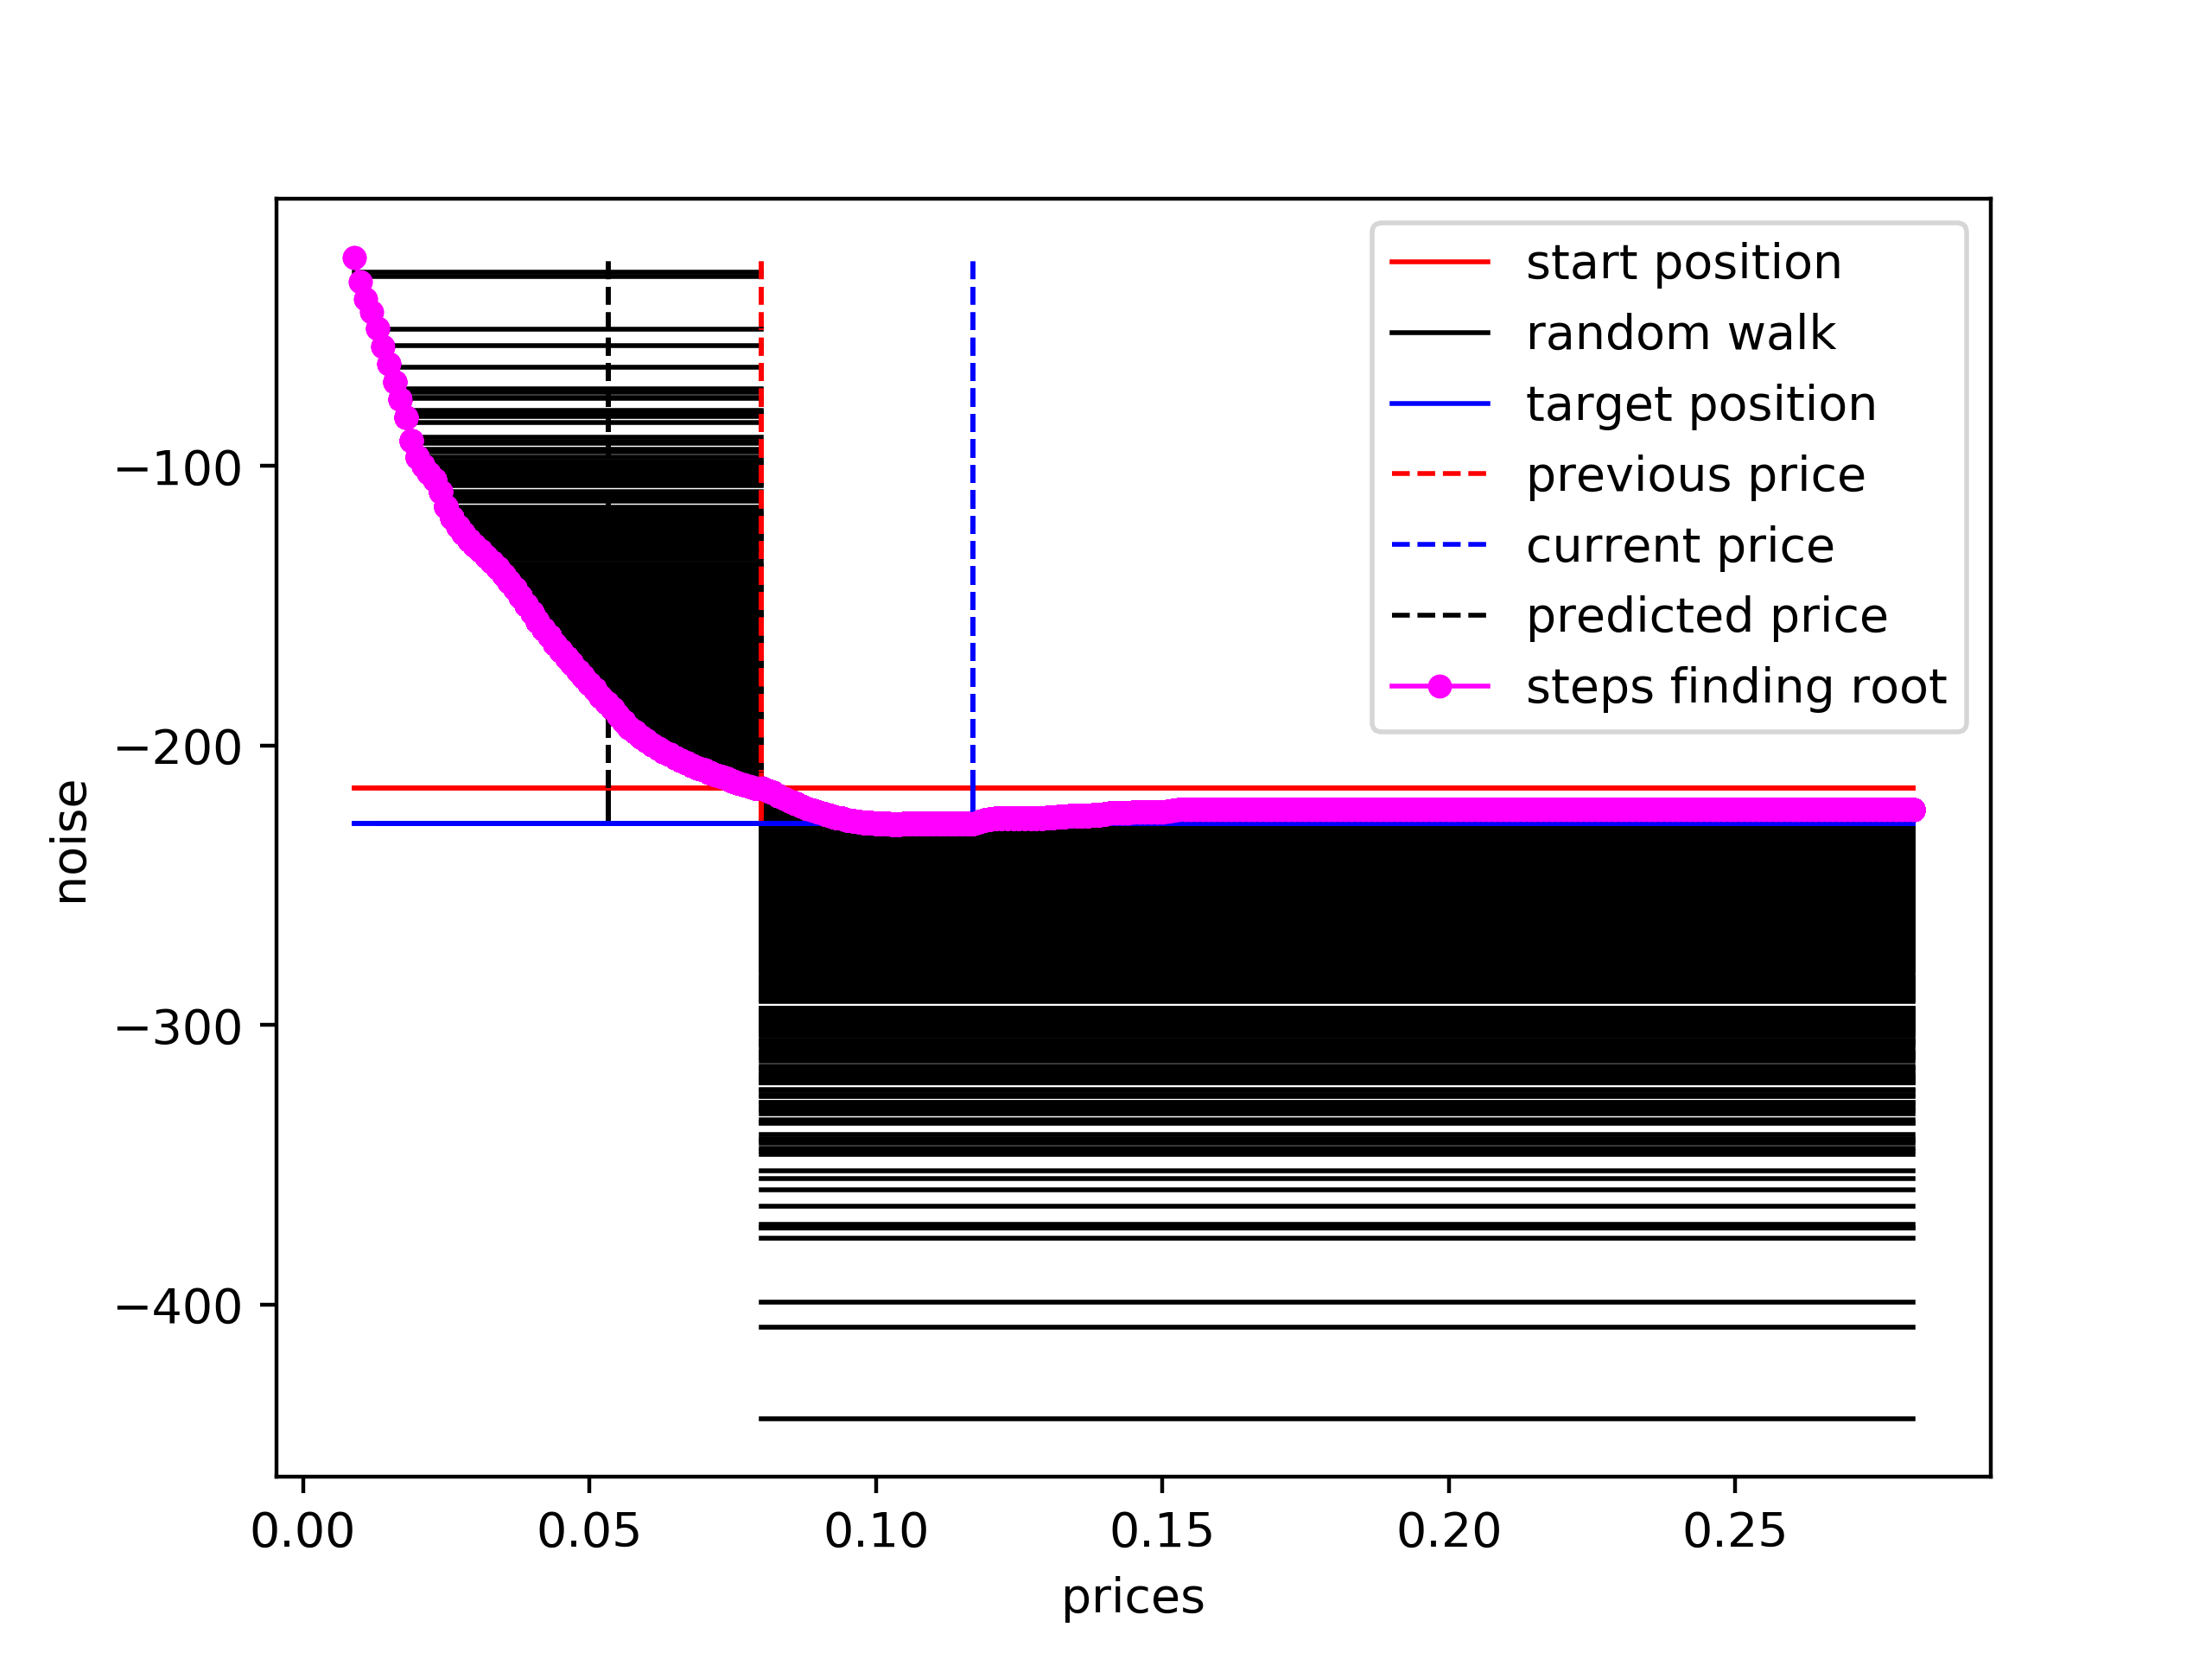 start position
random walk
target position
previous price
current price
predicted price
steps finding root
noise
−100
−200
−300
−400
0.00 0.05 0.10 0.15 0.20 0.25
prices